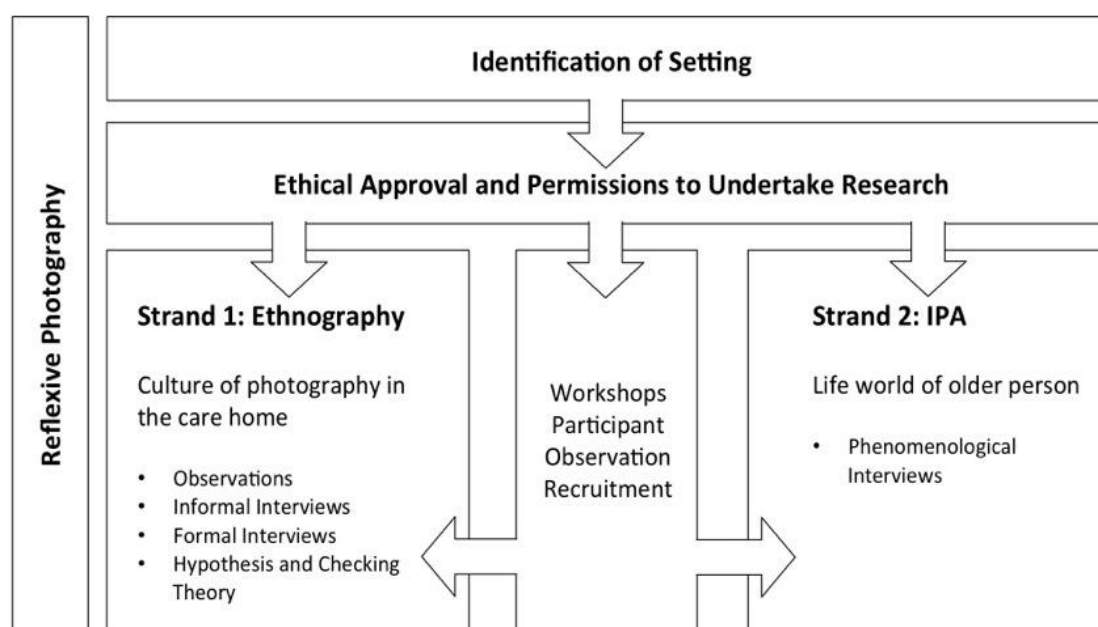 Reflexive Photography
Identification of Setting
Ethical Approval and Permissions to Undertake Research
Strand 1: Ethnography
Culture of photography in
the care home
• Observations
• Informal Interviews
• Formal Interviews
• Hypothesis and Checking
Theory
Workshops
Participant
Observation
Recruitment
Strand 2: IPA
Life world of older person
• Phenomenological
Interviews